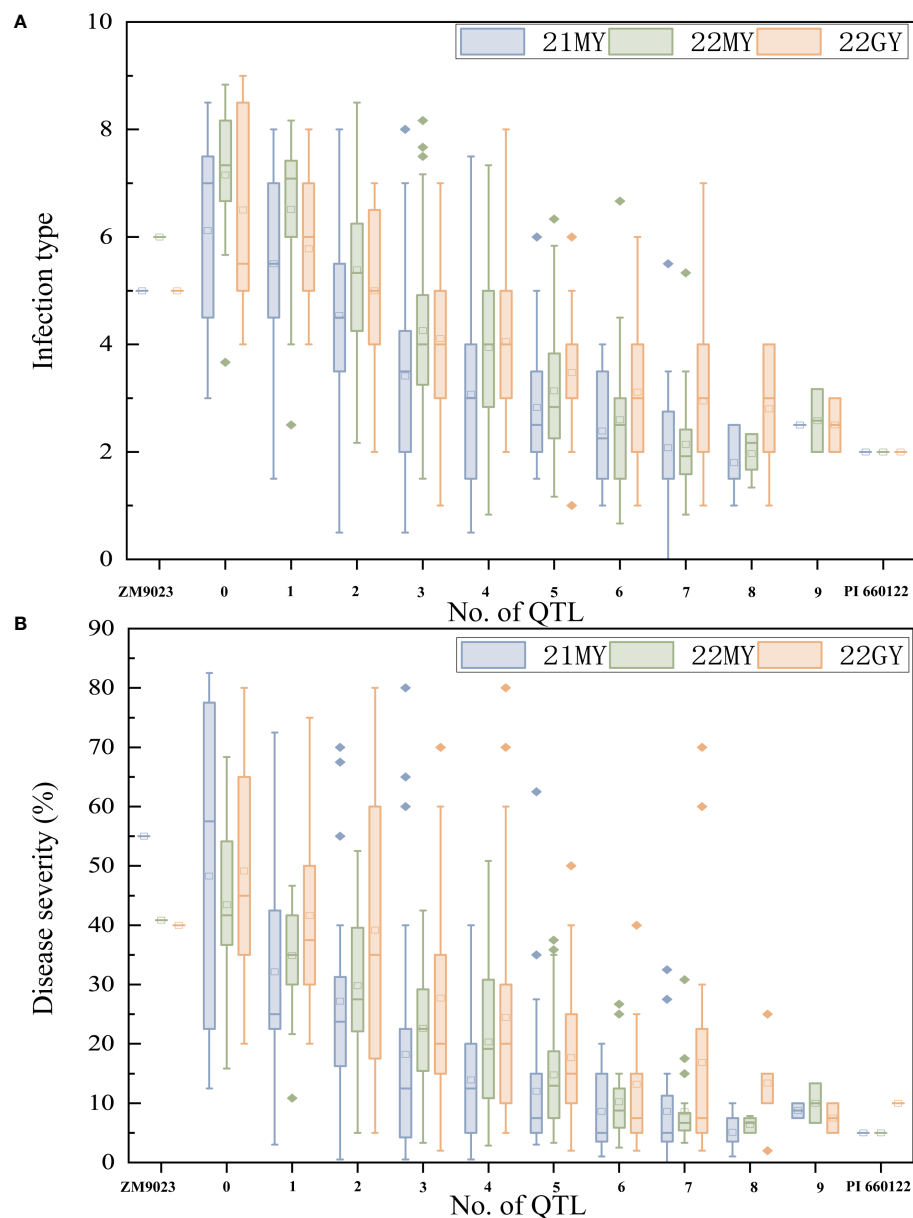 A
21MY 22MY 22GY
10
8
6
4
2
0
Infection type
ZM9023 0 1 2 3 4 5 6 7 8 9 PI 660122
No. of QTL
B
21MY 22MY 22GY
90
80
70
60
50
40
30
20
10
0
Disease severity (%)
ZM9023 0 1 2 3 4 5 6 7 8 9 PI 660122
No. of QTL